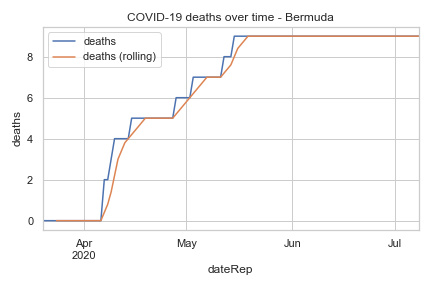 COVID-19 deaths over time - Bermuda
deaths
deaths (rolling)
8
6
4
2
0
deaths
Apr
2020
May
Jun
Jul
dateRep